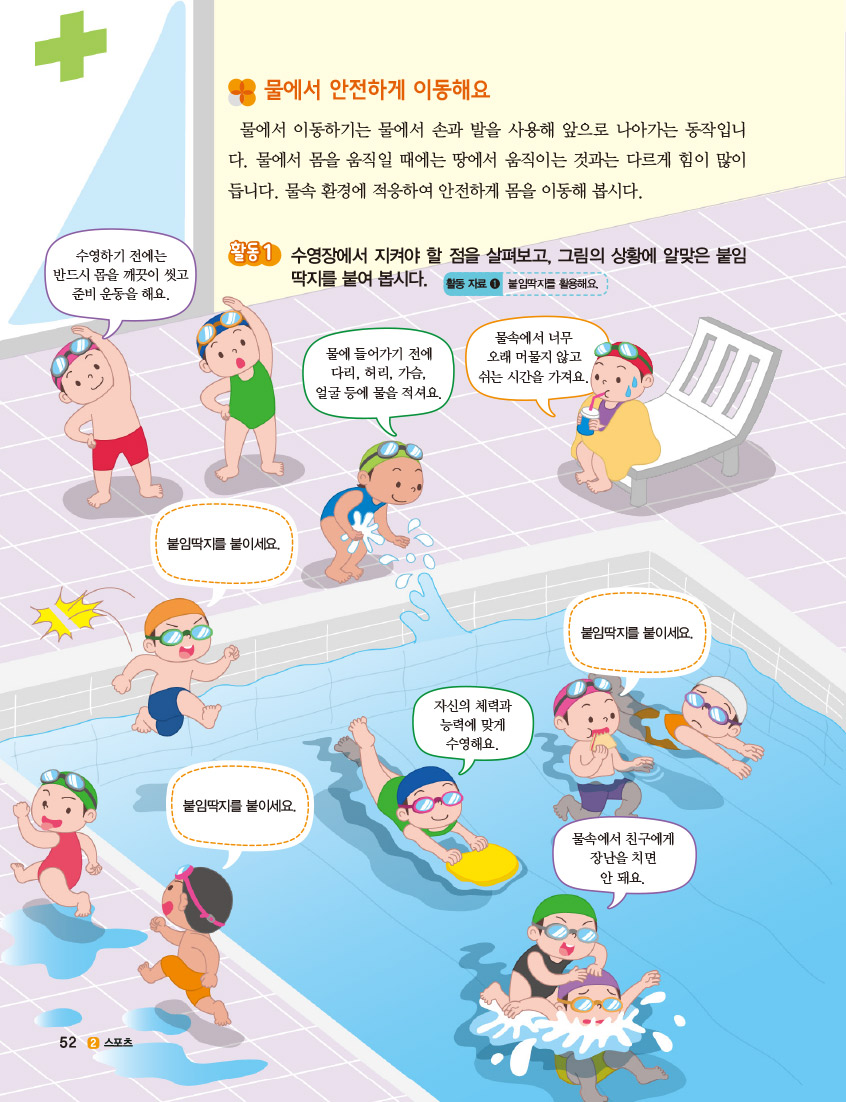 물에서 안전하게 이동해요
물에서 이동하기는 물에서 손과 발을 사용해 앞으로 나아가는 동작입니
다. 물에서 몸을 움직일 때에는 땅에서 움직이는 것과는 다르게 힘이 많이
듭니다. 물속 환경에 적응하여 안전하게 몸을 이동해 봅시다.
활동 1 수영장에서 지켜야 할 점을 살펴보고, 그림의 상황에 알맞은 붙임
딱지를 붙여 봅시다. 활동 자료 ❶ 붙임딱지를 활용해요.
수영하기 전에는
반드시 몸을 깨끗이 씻고
준비 운동을 해요.
물에 들어가기 전에
다리, 허리, 가슴,
얼굴 등에 물을 적셔요.
물속에서 너무
오래 머물지 않고
쉬는 시간을 가져요.
붙임딱지를 붙이세요.
붙임딱지를 붙이세요.
자신의 체력과
능력에 맞게
수영해요.
붙임딱지를 붙이세요.
물속에서 친구에게
장난을 치면
안 돼요.
52 2 스포츠